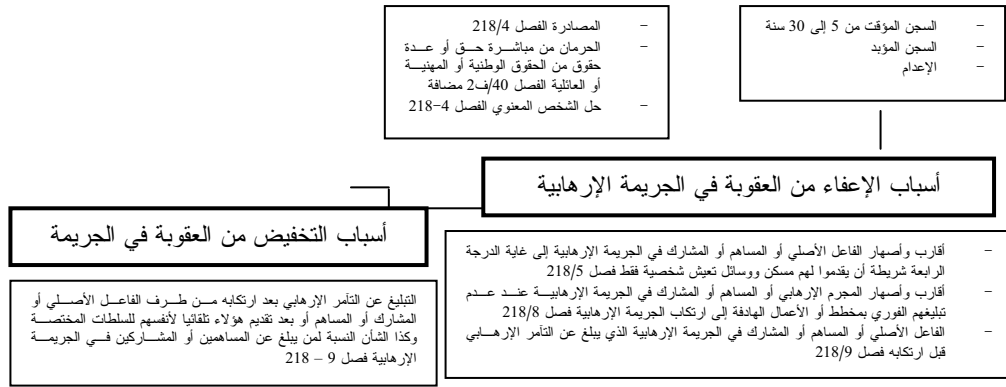 - السجن المؤقت من 5 إلى 30 سنة
- السجن المؤبد
- الإعدام
- المصادرة الفصل 218/4
- الحرمان من مباشرة حق أو عدة
حقوق من الحقوق الوطنية أو المهنية
أو العائلية الفصل 40/ف2 مضافة
- حل الشخص المعنوي الفصل 4-218
أسباب الإعفاء من العقوبة في الجريمة الإرهابية
أسباب التخفيض من العقوبة في الجريمة
- أقارب وأصهار الفاعل الأصلي أو المساهم أو المشارك في الجريمة الإرهابية إلى غاية الدرجة
الرابعة شريطة أن يقدموا لهم مسكن ووسائل تعيش شخصية فقط فصل 218/5
- أقارب وأصهار المجرم الإرهابي أو المساهم أو المشارك في الجريمة الإرهابية عند عدم
تبليغهم الفوري بمخطط أو الأعمال الهادفة إلى ارتكاب الجريمة الإرهابية فصل 218/8
- الفاعل الأصلي أو المساهم أو المشارك في الجريمة الإرهابية الذي يبلغ عن التآمر الإرهابي
قبل ارتكابه فصل 218/9
التبليغ عن التآمر الإرهابي بعد ارتكابه من طرف الفاعل الأصلي أو
المشارك أو المساهم أو بعد تقديم هؤلاء تلقائيا لأنفسهم للسلطات المختصة
وكذا الشأن النسبة لمن يبلغ عن المساهمين أو المشاركين في الجريمة
الإرهابية فصل 9 – 218